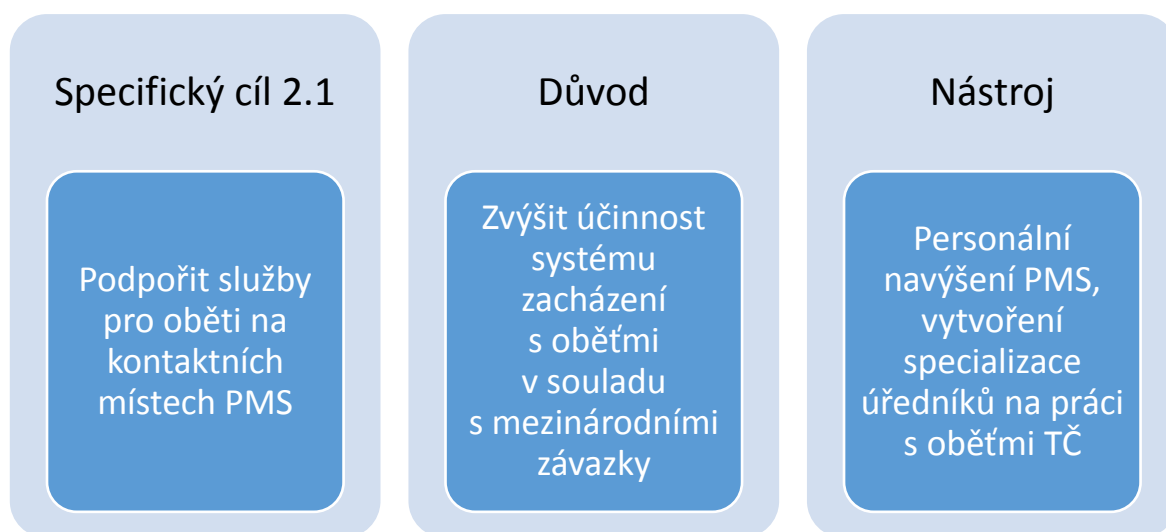 Specifický cíl 2.1
Podpořit služby
pro oběti na
kontaktních
místech PMS
Důvod
Zvýšit účinnost
systému
zacházení
s oběťmi
v souladu
s mezinárodními
závazky
Nástroj
Personální
navýšení PMS,
vytvoření
specializace
úředníků na práci
s oběťmi TČ